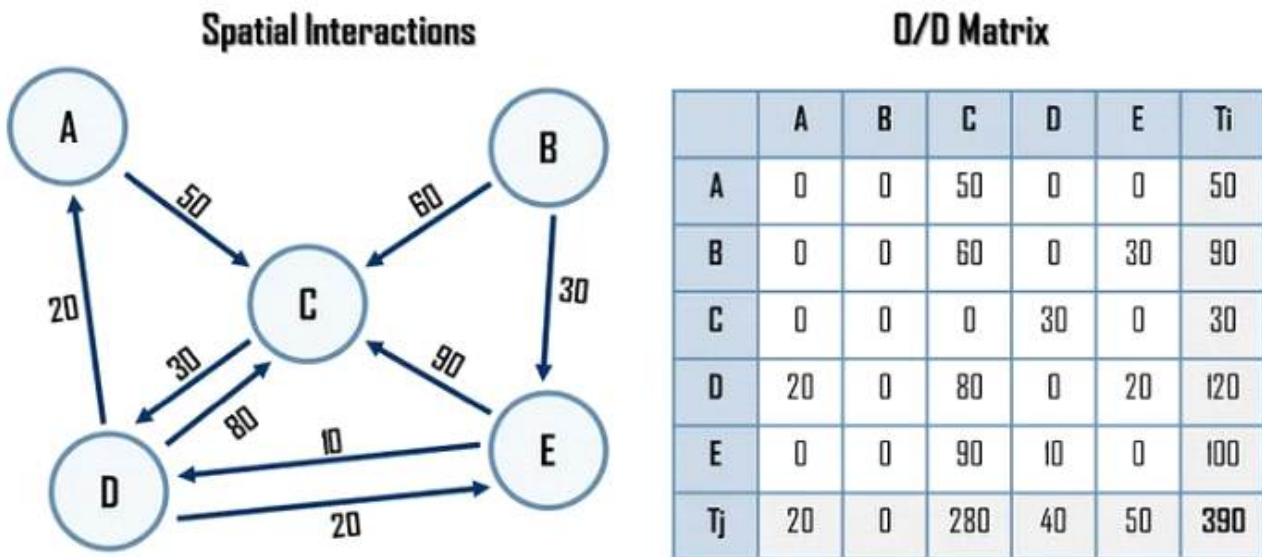 Spatial Interactions
O/D Matrix
A
B
50
60
C
20
30
30
90
80
D
10
E
20
A B C D E Ti
A 0 0 50 0 0 50
B 0 0 60 0 30 90
C 0 0 0 30 0 30
D 20 0 80 0 20 120
E 0 0 90 10 0 100
Tj 20 0 280 40 50 390